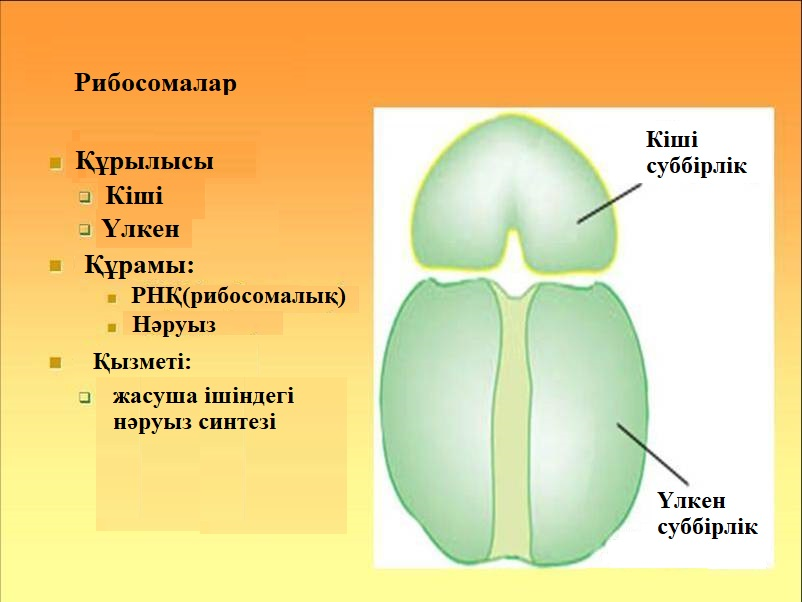 Рибосомалар
Құрылысы
Кіші
Үлкен
Құрамы:
РНҚ(рибосомалық)
Нәруыз
Қызметі:
жасуша ішіндегі
нәруыз синтезі
Кіші
суббірлік
Үлкен
суббірлік